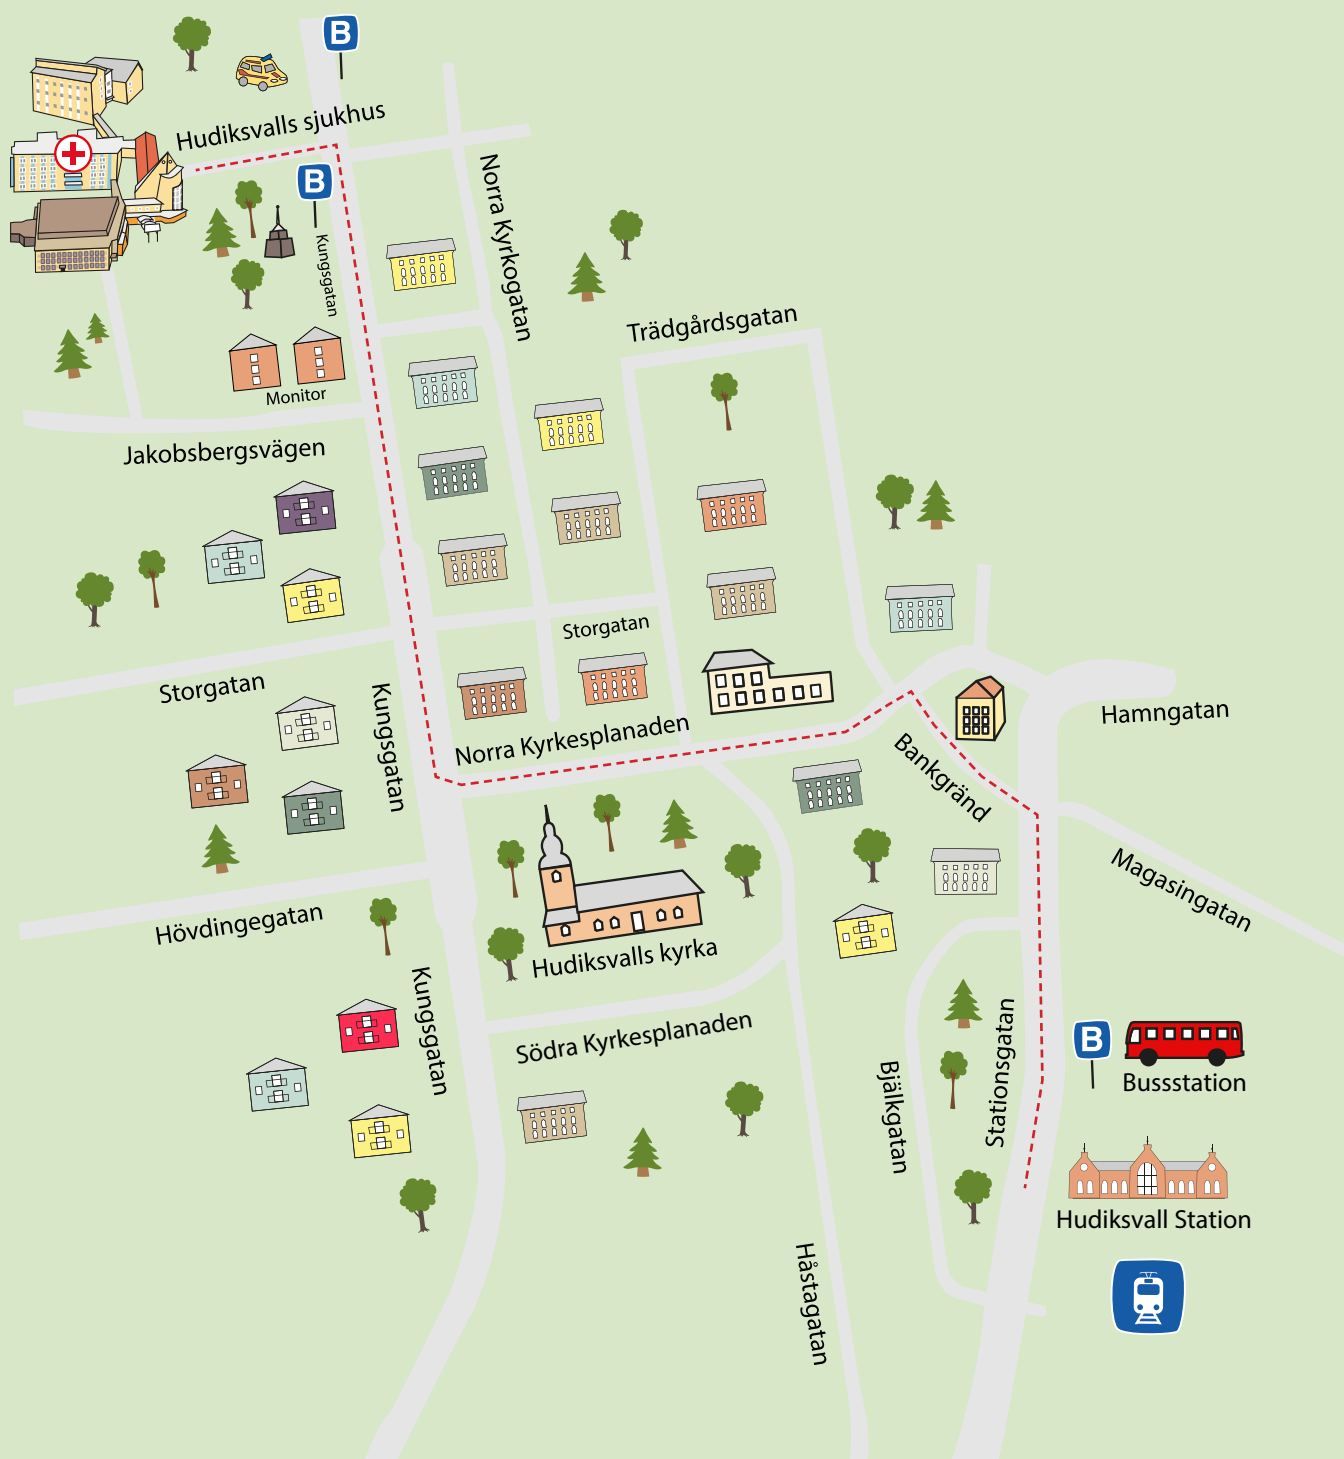 B
Hudiksvalls sjukhus
B
Kungsgatan
Norra Kyrkogatan
Trädgårdsgatan
Monitor
Jakobsbergsvägen
Storgatan
Storgatan
Kungsgatan
Norra Kyrkesplanaden
Hamngatan
Bankgränd
Magasingatan
Hövdingegatan
Hudiksvalls kyrka
Kungsgatan
Södra Kyrkesplanaden
Bjälkgatan
Stationsgatan
B
Bussstation
Hudiksvall Station
Håstagatan